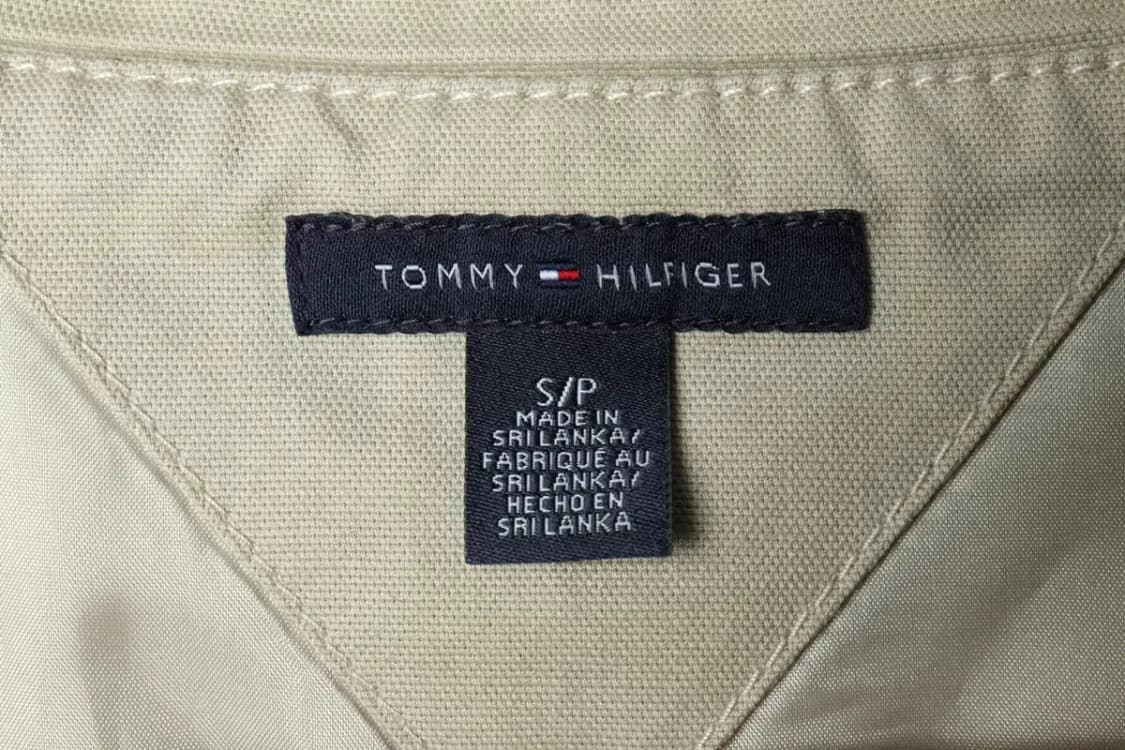 TOMMY HILFIGER
S/P
MADE IN
SRI LANKA/
FABRIQUÉ AU
SRI LANKA/
HECHO EN
SRI LANKA